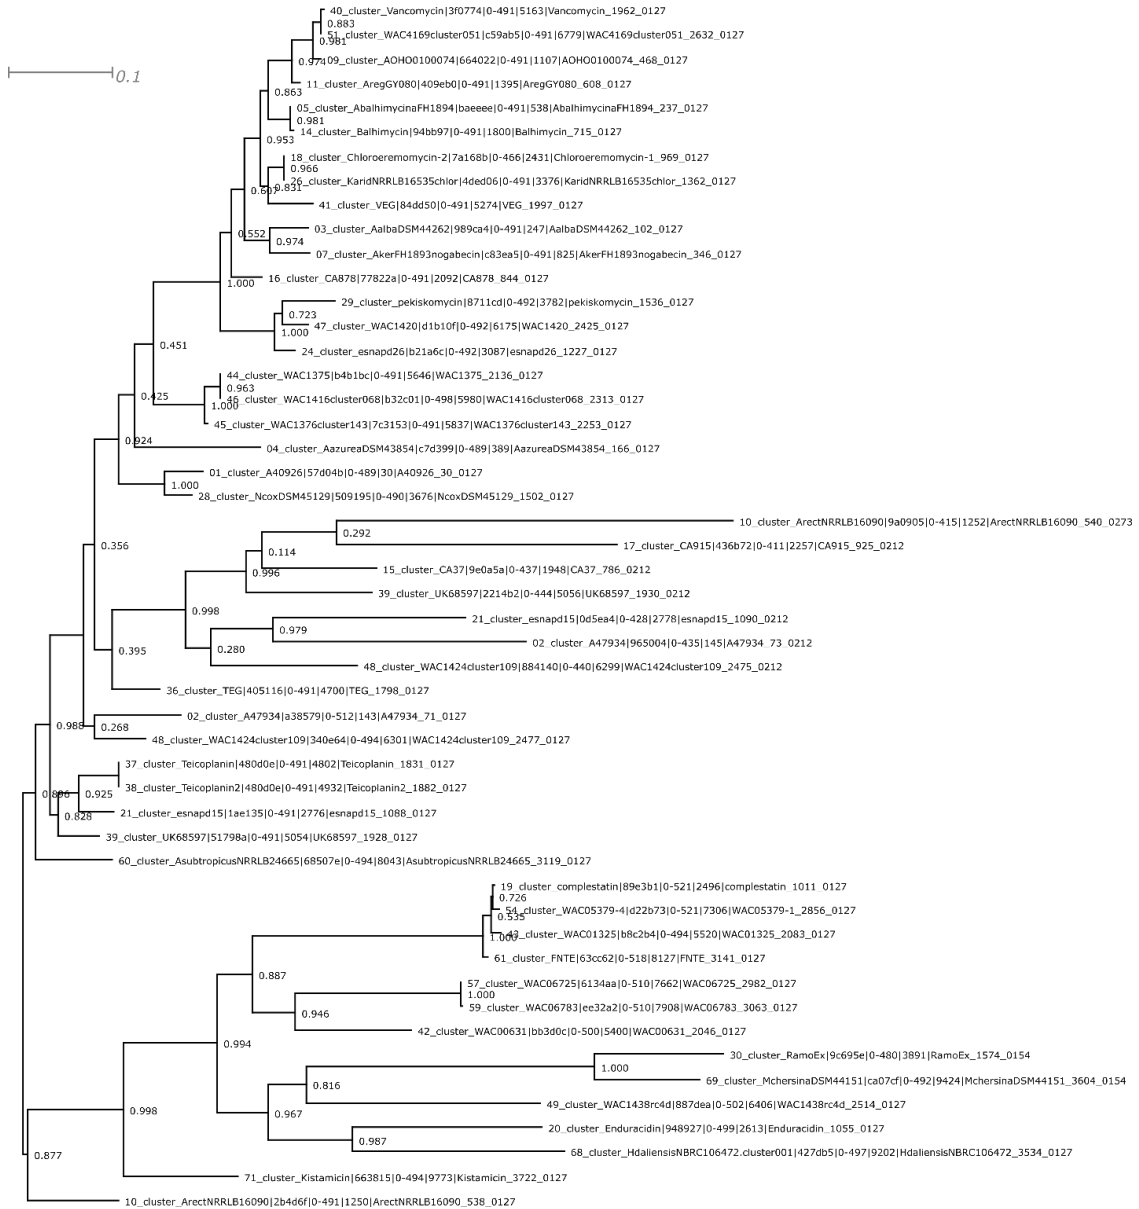 40_cluster_Vancomycin|3f0774|0-491|5163|Vancomycin_1962_0127
0.883
51_cluster_WAC4169cluster051|c59ab5|0-491|6779|WAC4169cluster051_2632_0127
0.981
0.974
09_cluster_AOHO0100074|664022|0-491|1107|AOHO0100074_468_0127
0.1
11_cluster_AregGY080|409eb0|0-491|1395|AregGY080_608_0127
0.863
05_cluster_AbalhimycinaFH1894|baeeee|0-491|538|AbalhimycinaFH1894_237_0127
0.981
14_cluster_Balhimycin|94bb97|0-491|1800|Balhimycin_715_0127
0.953
18_cluster_Chloroeremomycin-2|7a168b|0-466|2431|Chloroeremomycin-1_969_0127
0.966
26_cluster_KaridNRRLB16535chlor|4ded06|0-491|3376|KaridNRRLB16535chlor_1362_0127
0.607
0.831
41_cluster_VEG|84dd50|0-491|5274|VEG_1997_0127
03_cluster_AalbaDSM44262|989ca4|0-491|247|AalbaDSM44262_102_0127
0.552
0.974
07_cluster_AkerFH1893nogabecin|c83ea5|0-491|825|AkerFH1893nogabecin_346_0127
16_cluster_CA878|77822a|0-491|2092|CA878_844_0127
1.000
29_cluster_pekiskomycin|8711cd|0-492|3782|pekiskomycin_1536_0127
0.723
47_cluster_WAC1420|d1b10f|0-492|6175|WAC1420_2425_0127
1.000
0.451
24_cluster_esnapd26|b21a6c|0-492|3087|esnapd26_1227_0127
44_cluster_WAC1375|b4b1bc|0-491|5646|WAC1375_2136_0127
0.963
0.425
46_cluster_WAC1416cluster068|b32c01|0-498|5980|WAC1416cluster068_2313_0127
1.000
45_cluster_WAC1376cluster143|7c3153|0-491|5837|WAC1376cluster143_2253_0127
0.924
04_cluster_AazureaDSM43854|c7d399|0-489|389|AazureaDSM43854_166_0127
01_cluster_A40926|57d04b|0-489|30|A40926_30_0127
1.000
28_cluster_NcoxDSM45129|509195|0-490|3676|NcoxDSM45129_1502_0127
10_cluster_ArectNRRLB16090|9a0905|0-415|1252|ArectNRRLB16090_540_0273
0.292
0.356
17_cluster_CA915|436b72|0-411|2257|CA915_925_0212
0.114
15_cluster_CA37|9e0a5a|0-437|1948|CA37_786_0212
0.996
39_cluster_UK68597|2214b2|0-444|5056|UK68597_1930_0212
0.998
21_cluster_esnapd15|0d5ea4|0-428|2778|esnapd15_1090_0212
0.979
02_cluster_A47934|965004|0-435|145|A47934_73_0212
0.395
0.280
48_cluster_WAC1424cluster109|884140|0-440|6299|WAC1424cluster109_2475_0212
36_cluster_TEG|405116|0-491|4700|TEG_1798_0127
02_cluster_A47934|a38579|0-512|143|A47934_71_0127
0.988
0.268
48_cluster_WAC1424cluster109|340e64|0-494|6301|WAC1424cluster109_2477_0127
37_cluster_Teicoplanin|480d0e|0-491|4802|Teicoplanin_1831_0127
38_cluster_Teicoplanin2|480d0e|0-491|4932|Teicoplanin2_1882_0127
0.896
0.925
21_cluster_esnapd15|1ae135|0-491|2776|esnapd15_1088_0127
0.828
39_cluster_UK68597|51798a|0-491|5054|UK68597_1928_0127
60_cluster_AsubtropicusNRRLB24665|68507e|0-494|8043|AsubtropicusNRRLB24665_3119_0127
19_cluster_complestatin|89e3b1|0-521|2496|complestatin_1011_0127
0.726
54_cluster_WAC05379-4|d22b73|0-521|7306|WAC05379-1_2856_0127
0.535
43_cluster_WAC01325|b8c2b4|0-494|5520|WAC01325_2083_0127
1.000
61_cluster_FNTE|63cc62|0-518|8127|FNTE_3141_0127
0.887
57_cluster_WAC06725|6134aa|0-510|7662|WAC06725_2982_0127
1.000
59_cluster_WAC06783|ee32a2|0-510|7908|WAC06783_3063_0127
0.946
42_cluster_WAC00631|bb3d0c|0-500|5400|WAC00631_2046_0127
0.994
30_cluster_RamoEx|9c695e|0-480|3891|RamoEx_1574_0154
1.000
69_cluster_MchersinaDSM44151|ca07cf|0-492|9424|MchersinaDSM44151_3604_0154
0.816
49_cluster_WAC1438rc4d|887dea|0-502|6406|WAC1438rc4d_2514_0127
0.998
0.967
20_cluster_Enduracidin|948927|0-499|2613|Enduracidin_1055_0127
0.987
68_cluster_HdaliensisNBRC106472.cluster001|427db5|0-497|9202|HdaliensisNBRC106472_3534_0127
0.877
71_cluster_Kistamicin|663815|0-494|9773|Kistamicin_3722_0127
10_cluster_ArectNRRLB16090|2b4d6f|0-491|1250|ArectNRRLB16090_538_0127